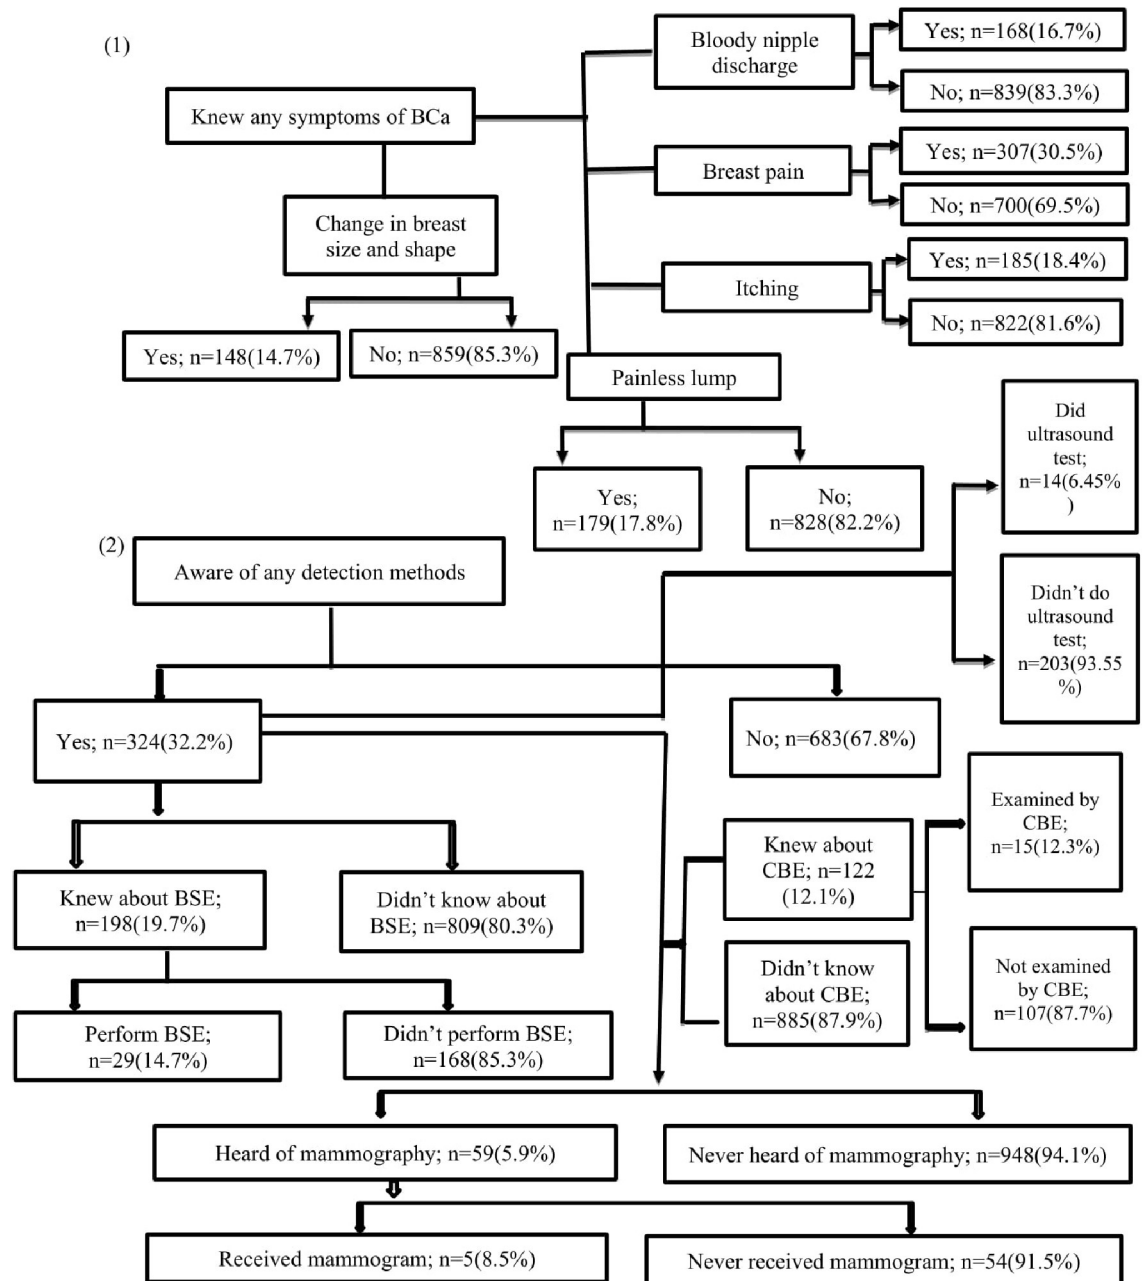 (1)
Knew any symptoms of BCa
Bloody nipple
discharge
Yes; n=168(16.7%)
No; n=839(83.3%)
Breast pain
Yes; n=307(30.5%)
No; n=700(69.5%)
Itching
Yes; n=185(18.4%)
No; n=822(81.6%)
Change in breast
size and shape
Yes; n=148(14.7%)
No; n=859(85.3%)
Painless lump
Yes;
n=179(17.8%)
No;
n=828(82.2%)
(2)
Aware of any detection methods
Did
ultrasound
test;
n=14(6.45%
)
Didn’t do
ultrasound
test;
n=203(93.55
%)
Yes; n=324(32.2%)
No; n=683(67.8%)
Knew about BSE;
n=198(19.7%)
Didn’t know about
BSE; n=809(80.3%)
Perform BSE;
n=29(14.7%)
Didn’t perform BSE;
n=168(85.3%)
Knew about
CBE; n=122
(12.1%)
Didn’t know
about CBE;
n=885(87.9%)
Examined by
CBE;
n=15(12.3%)
Not examined
by CBE;
n=107(87.7%)
Heard of mammography; n=59(5.9%)
Never heard of mammography; n=948(94.1%)
Received mammogram; n=5(8.5%)
Never received mammogram; n=54(91.5%)